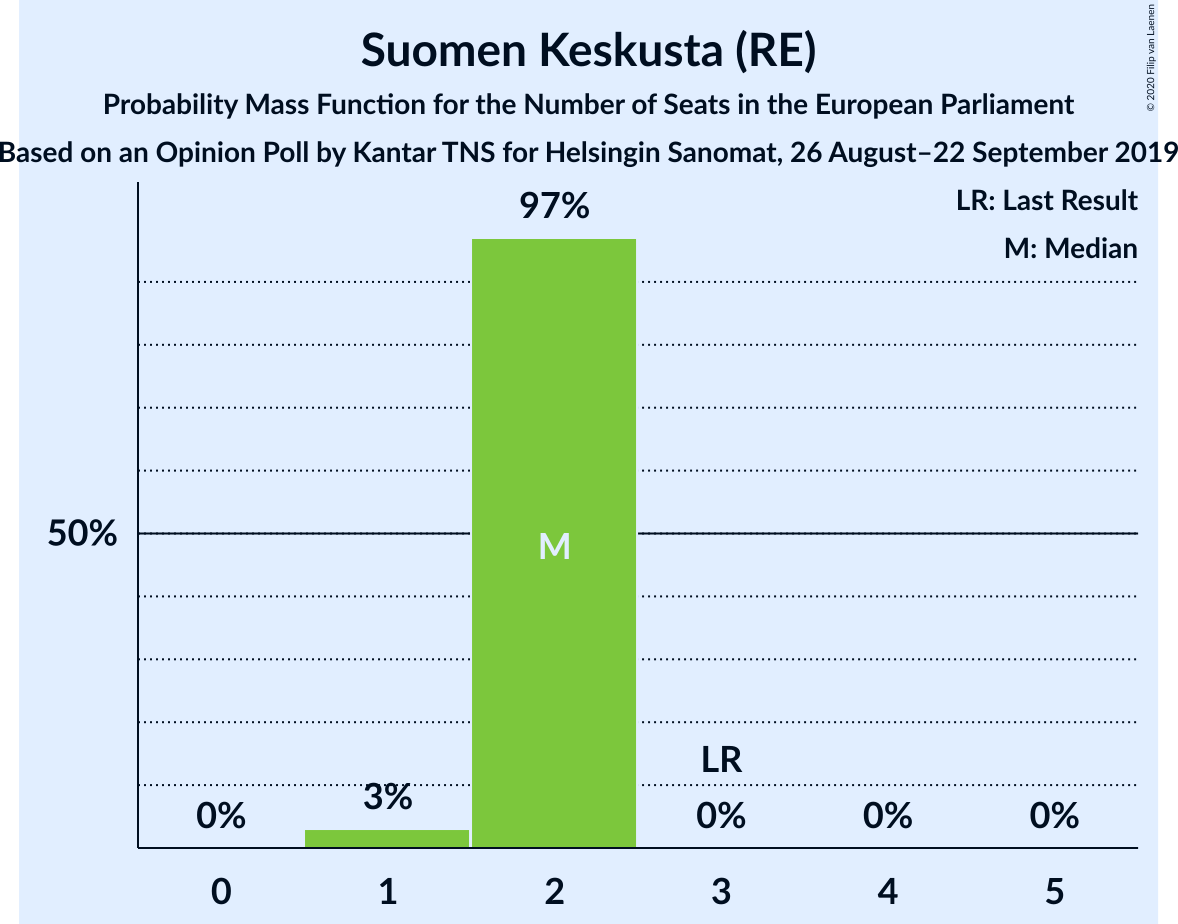 Suomen Keskusta (RE)
Probability Mass Function for the Number of Seats in the European Parliament
Based on an Opinion Poll by Kantar TNS for Helsingin Sanomat, 26 August–22 September 2019
© 2020 Filip van Laenen
LR: Last Result
M: Median
97%
50%
M
LR
0%
3%
0%
0%
0%
0 1 2 3 4 5